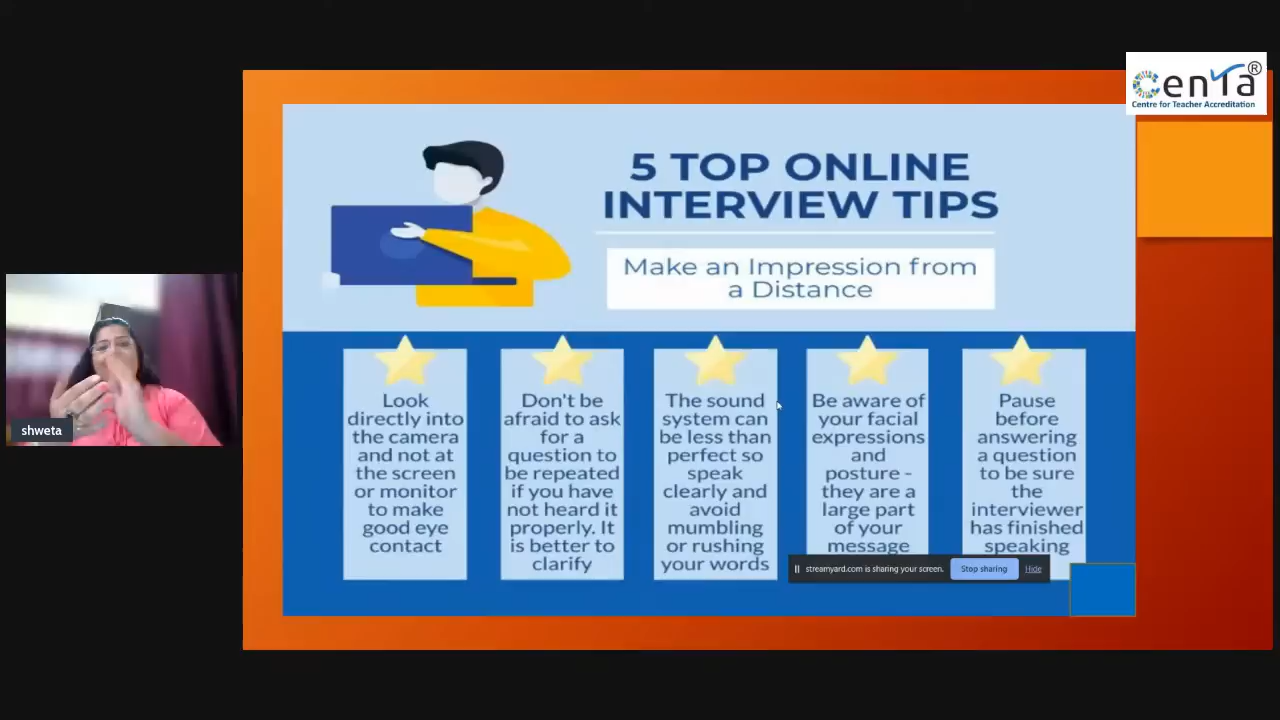 CenTa®
Centre for Teacher Accreditation
5 TOP ONLINE
INTERVIEW TIPS
Make an Impression from
a Distance
Look
directly into
the camera
and not at
the screen
or monitor
to make
good eye
contact
Don't be
afraid to ask
for a
question to
be repeated
if you have
not heard it
properly. It
is better to
clarify
The sound
system can
be less than
perfect so
speak
clearly and
avoid
mumbling
or rushing
your words
Be aware of
your facial
expressions
and
posture -
they are a
large part
of your
message
Pause
before
answering
a question
to be sure
the
interviewer
has finished
speaking
shweta
streamyard.com is sharing your screen. Stop sharing Hide